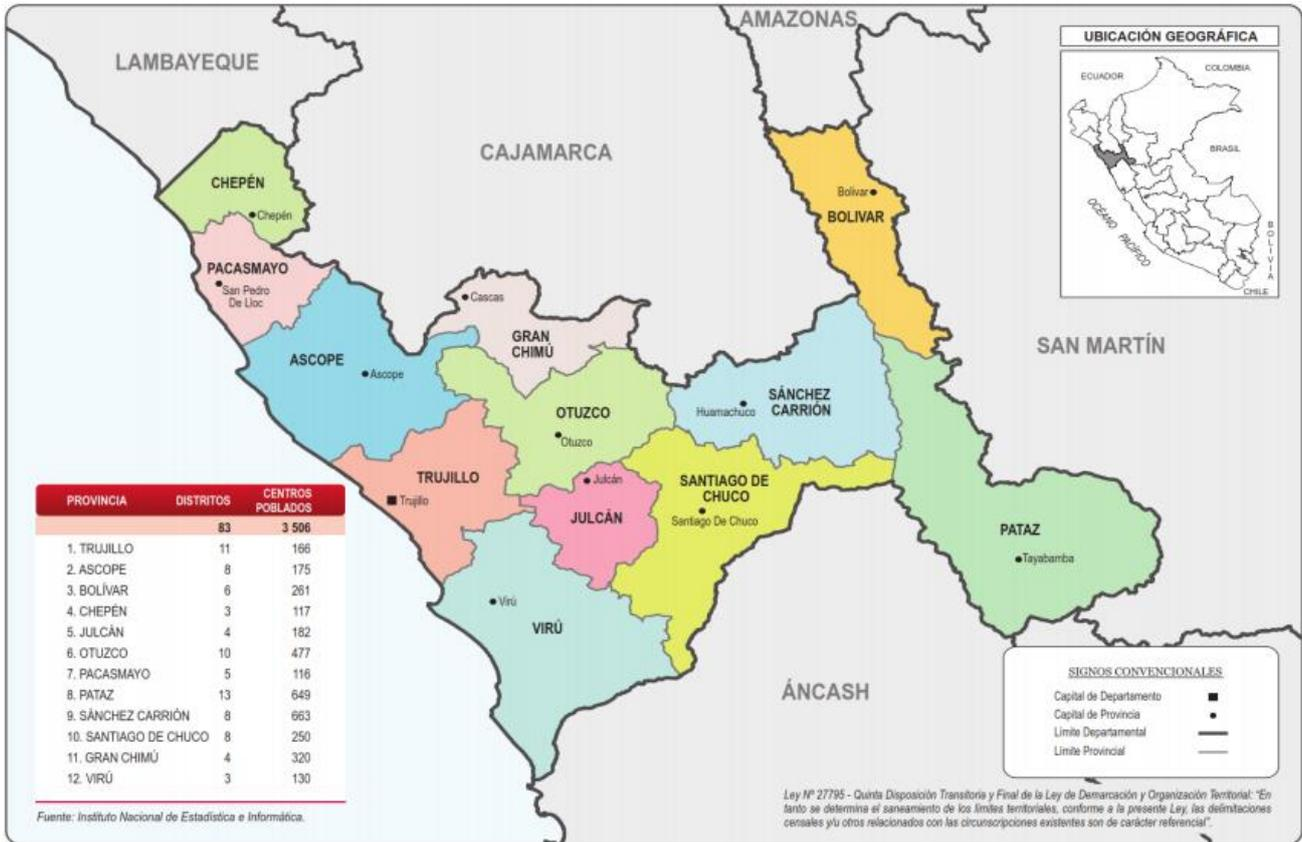 AMAZONAS
LAMBAYEQUE
CAJAMARCA
UBICACIÓN GEOGRÁFICA
ECUADOR
COLOMBIA
BRASIL
OCÉANO PACÍFICO
BOLIVIA
CHILE
CHEPÉN
Chepén
PACASMAYO
San Pedro
De Lloc
Bolívar
BOLIVAR
Cascas
GRAN
CHIMÚ
ASCOPE
Ascope
SAN MARTÍN
SÁNCHEZ
CARRIÓN
Huamachuco
OTUZCO
Otuzco
TRUJILLO
Trujillo
Julcán
JULCÁN
SANTIAGO DE
CHUCO
Santiago De Chuco
PATAZ
Tayabamba
Virú
VIRÚ
ÁNCASH
PROVINCIA DISTRITOS CENTROS
POBLADOS
83 3 506
1. TRUJILLO 11 166
2. ASCOPE 8 175
3. BOLÍVAR 6 261
4. CHEPÉN 3 117
5. JULCÁN 4 182
6. OTUZCO 10 477
7. PACASMAYO 5 116
8. PATAZ 13 649
9. SÁNCHEZ CARRIÓN 8 663
10. SANTIAGO DE CHUCO 8 250
11. GRAN CHIMÚ 4 320
12. VIRÚ 3 130
Fuente: Instituto Nacional de Estadística e Informática.
SIGNOS CONVENCIONALES
Capital de Departamento
Capital de Provincia
Límite Departamental
Límite Provincial
Ley Nº 27795 - Quinta Disposición Transitoria y Final de la Ley de Demarcación y Organización Territorial: "En
tanto se determina el saneamiento de los límites territoriales, conforme a la presente Ley, las delimitaciones
censales y/u otros relacionados con las circunscripciones existentes son de carácter referencial".